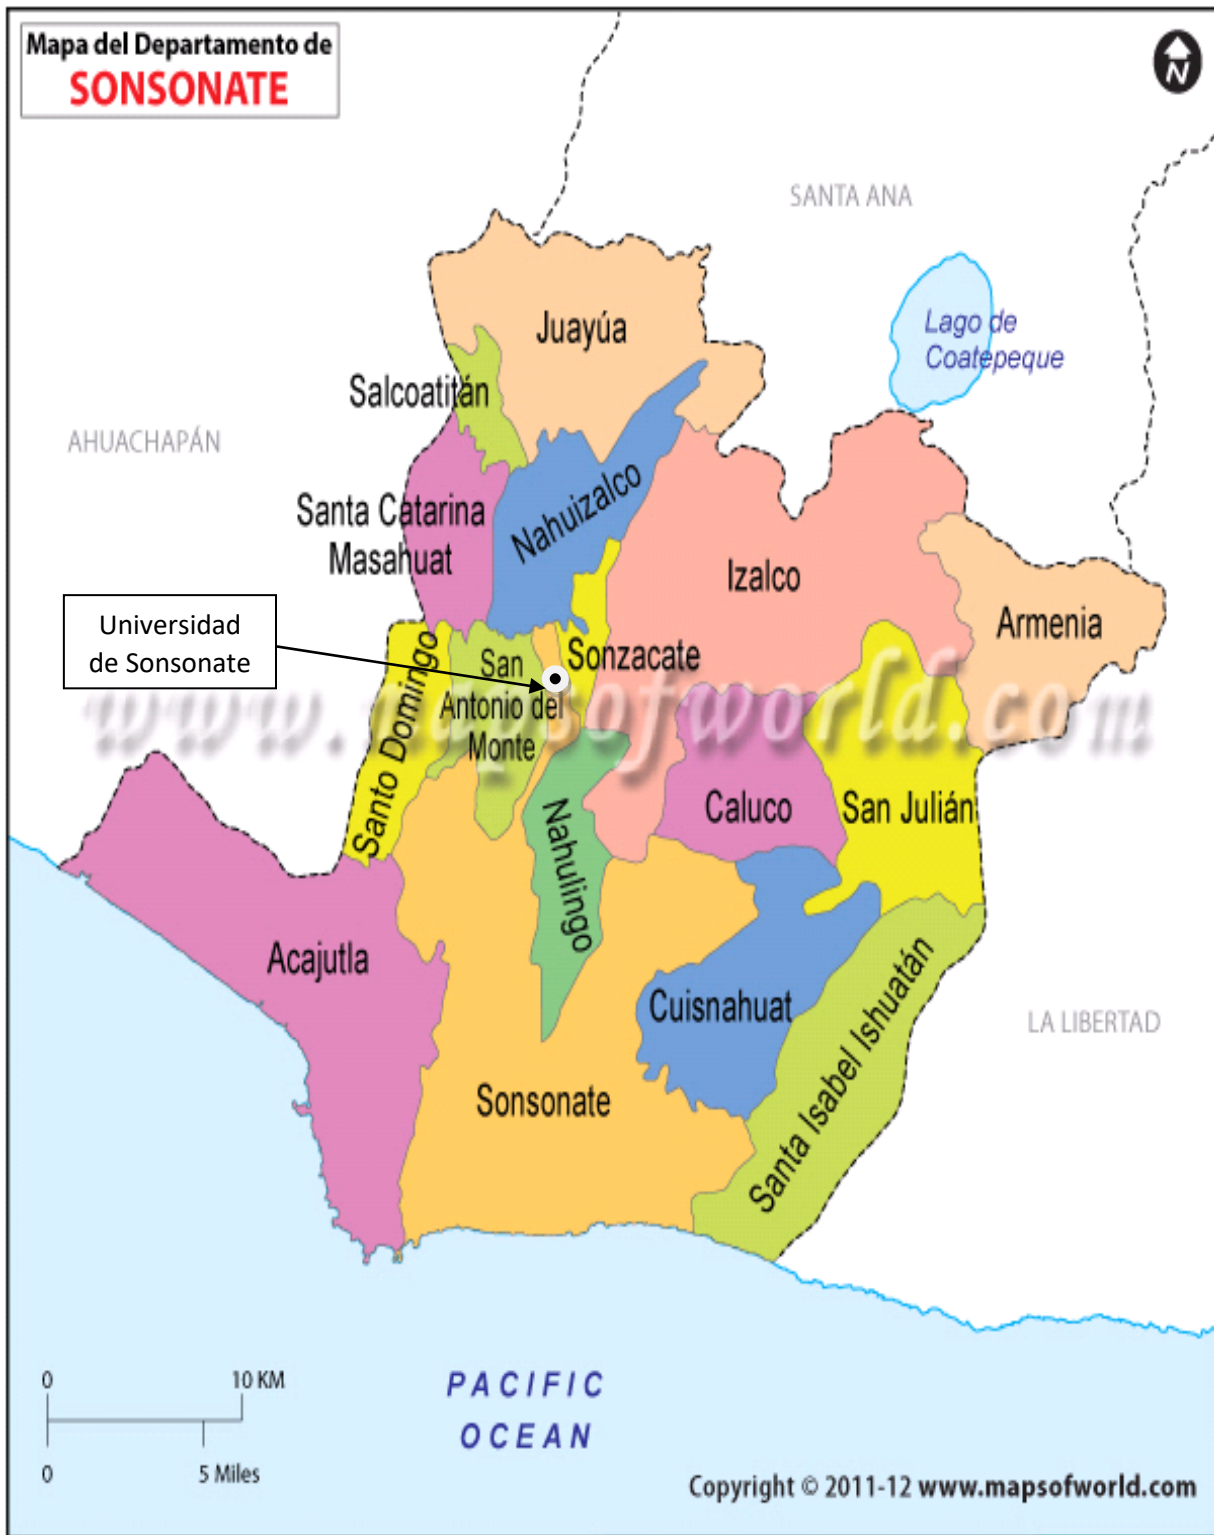 Mapa del Departamento de
SONSONATE
N
SANTA ANA
Lago de
Coatepeque
Juayúa
Salcoatitán
AHUACHAPÁN
Santa Catarina
Masahuat
Nahuizalco
Izalco
Armenia
Universidad
de Sonsonate
Santo Domingo
San
Antonio del
Monte
Sonzacate
www.mapsofworld.com
Caluco
San Julián
Nahulingo
Acajutla
Cuisnahuat
Santa Isabel Ishuatán
LA LIBERTAD
Sonsonate
0 10 KM
0 5 Miles
PACIFIC
OCEAN
Copyright © 2011-12 www.mapsofworld.com